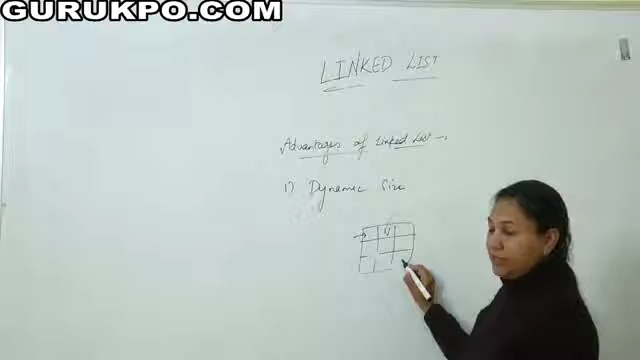 GURUKPO.COM
LINKED LIST
Advantages of Linked List -:
1) Dynamic Size